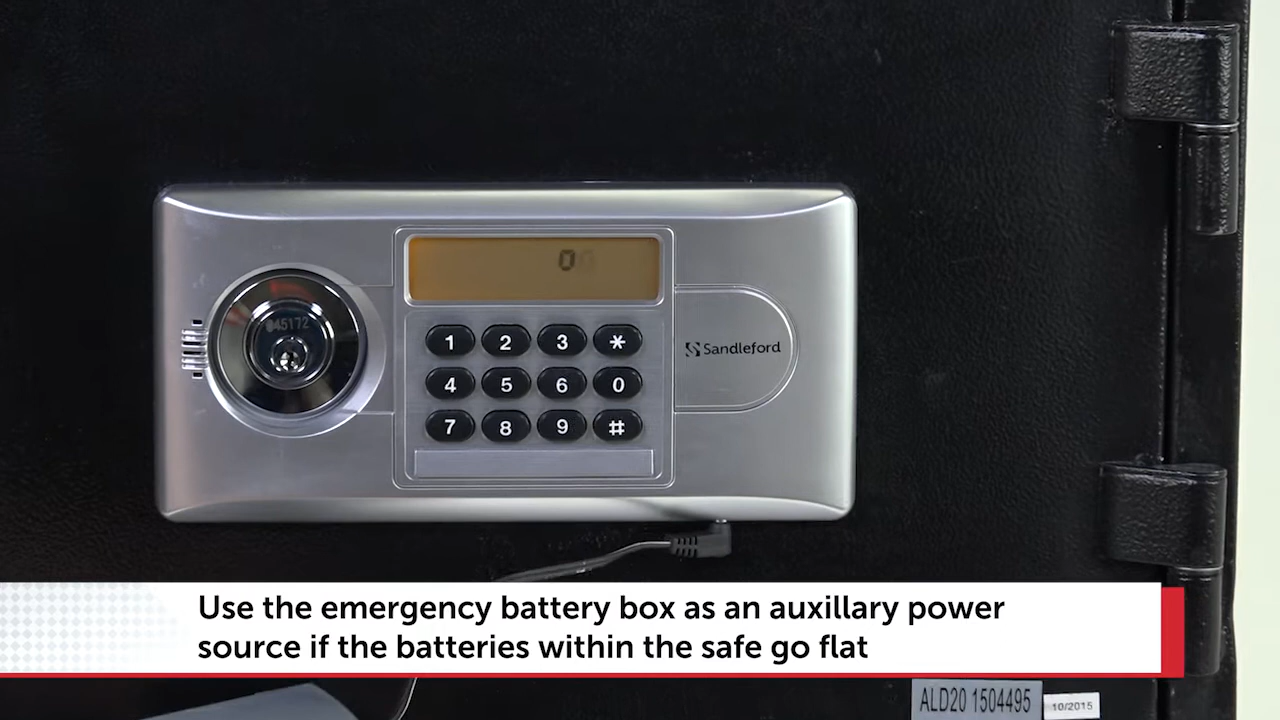 0
045172
1 2 3 *
4 5 6 0
7 8 9 #
Sandleford
Use the emergency battery box as an auxillary power
source if the batteries within the safe go flat
ALD20 1504495
10/2015